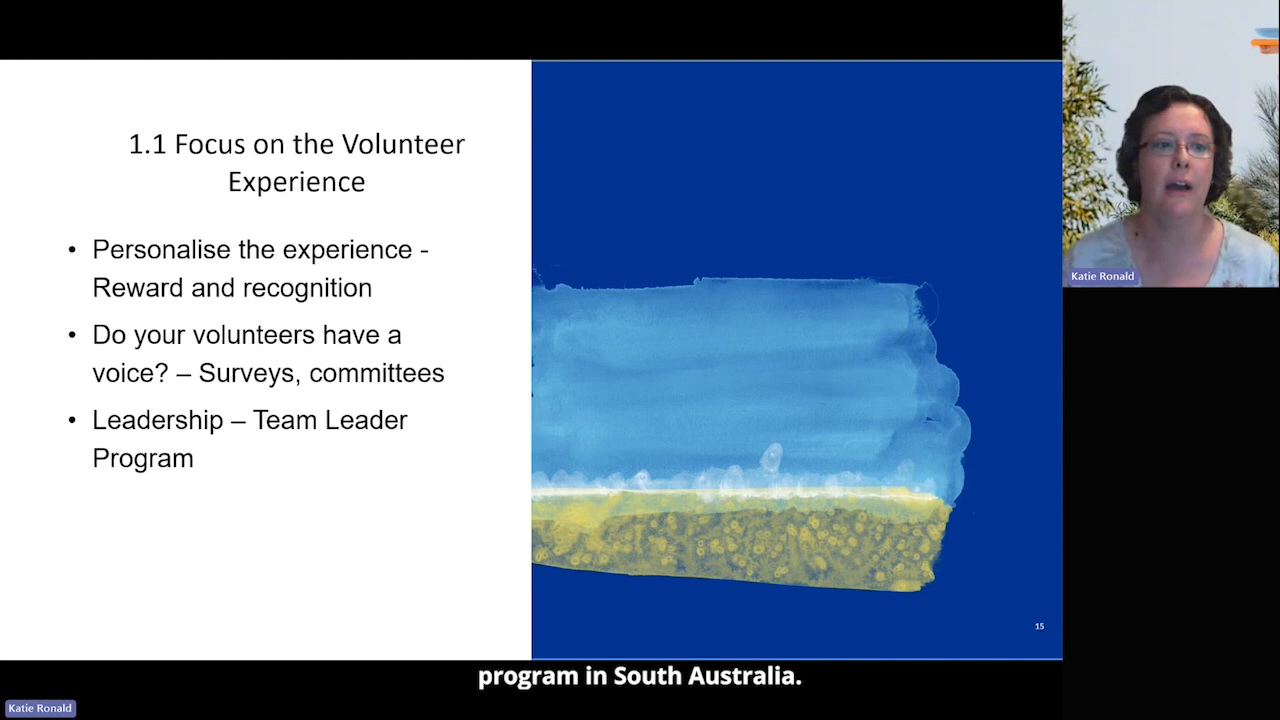 1.1 Focus on the Volunteer
Experience
• Personalise the experience -
Reward and recognition
• Do your volunteers have a
voice? – Surveys, committees
• Leadership – Team Leader
Program
15
Katie Ronald
program in South Australia.
Katie Ronald